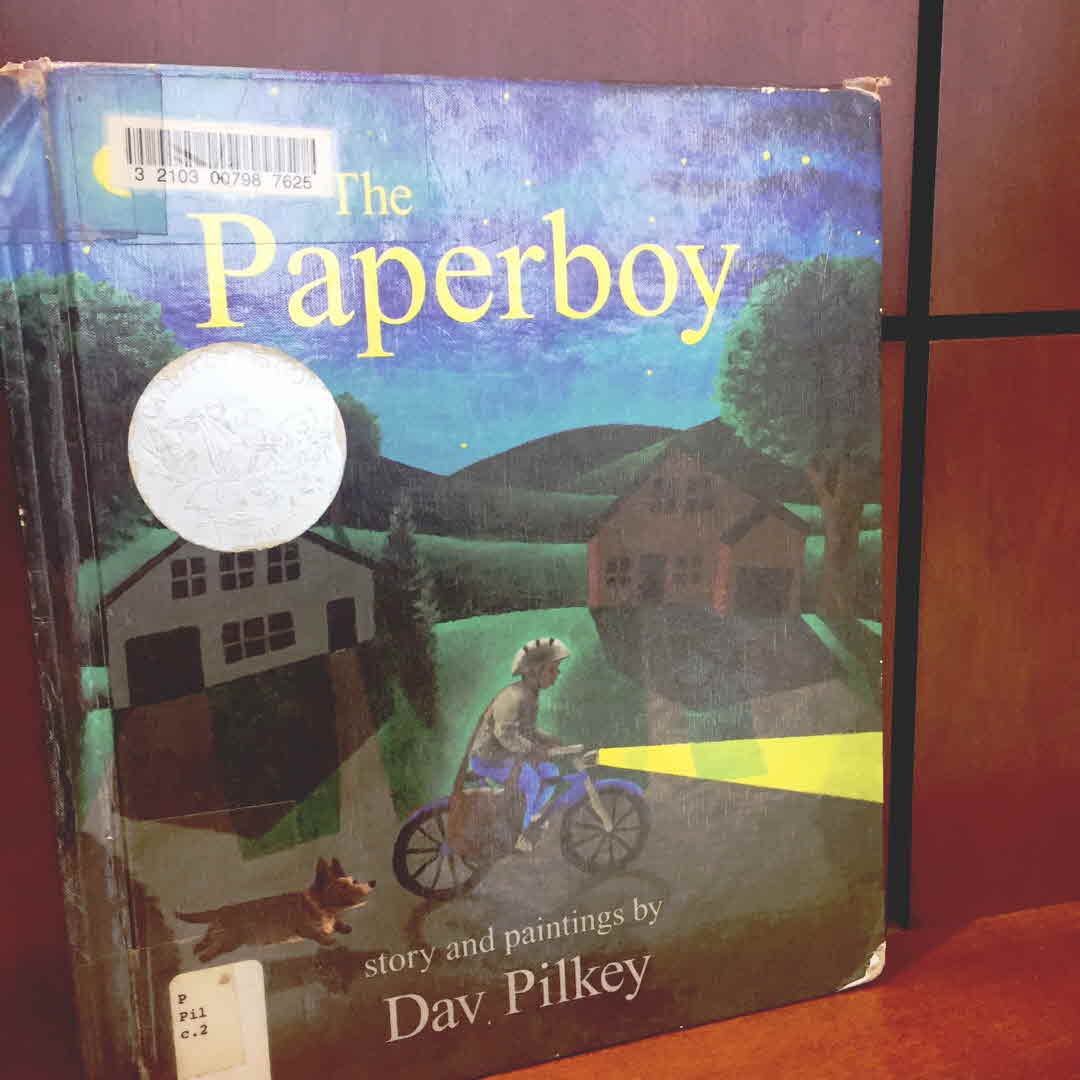 3 2103 00798 7625
The
Paperboy
story and paintings by
Dav Pilkey
P
Pil
c.2